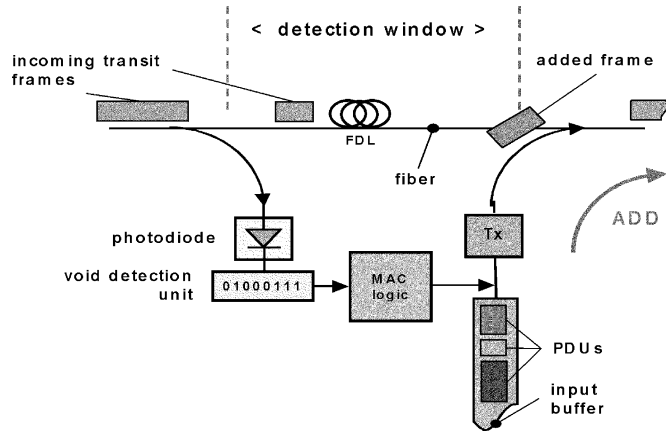 < detection window >
incoming transit
frames
added frame
FDL
fiber
ADD
photodiode
Tx
void detection
unit
01000111
MAC
logic
PDUs
input
buffer